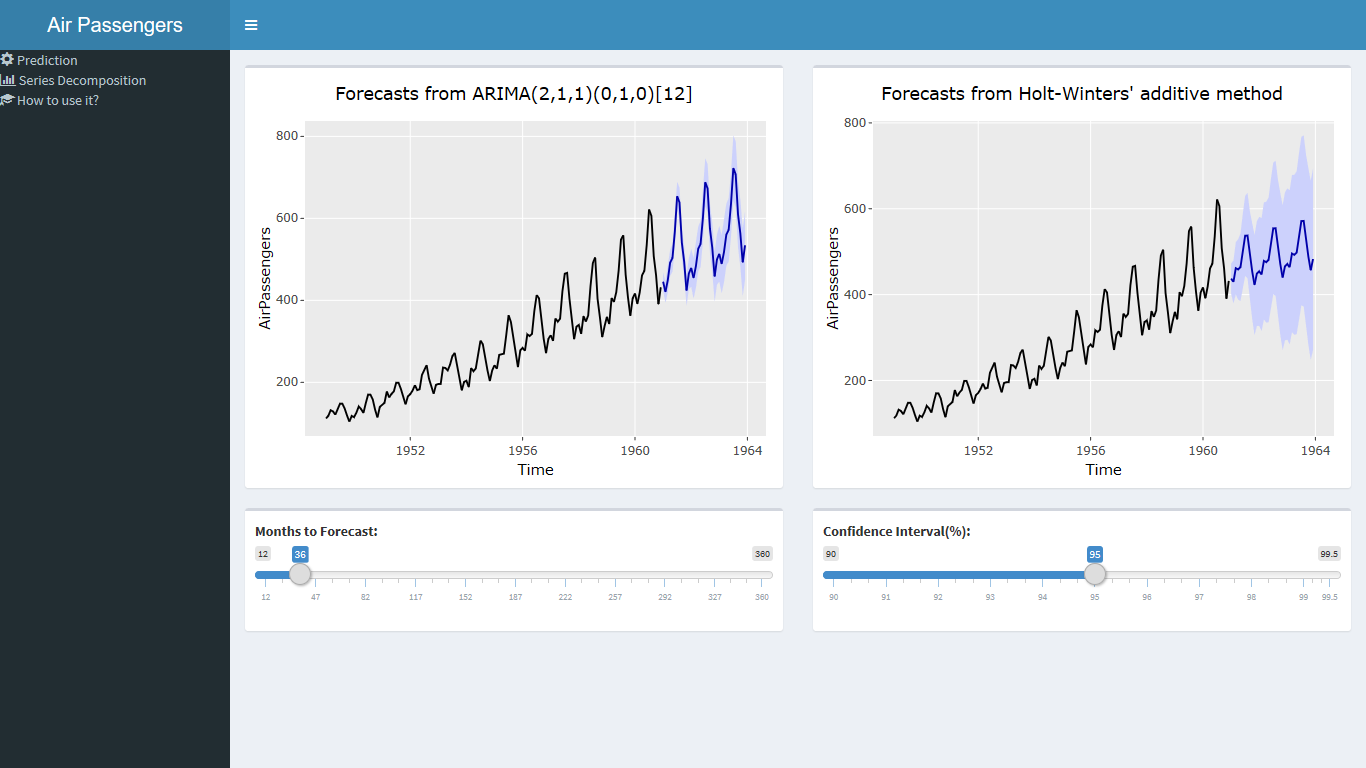 Air Passengers
Prediction
Series Decomposition
How to use it?
Forecasts from ARIMA(2,1,1)(0,1,0)[12]
800
600
400
200
AirPassengers
1952 1956 1960 1964
Time
Forecasts from Holt-Winters' additive method
800
600
400
200
AirPassengers
1952 1956 1960 1964
Time
Months to Forecast:
12 36 360
12 47 82 117 152 187 222 257 292 327 360
Confidence Interval(%):
90 95 99.5
90 91 92 93 94 95 96 97 98 99 99.5